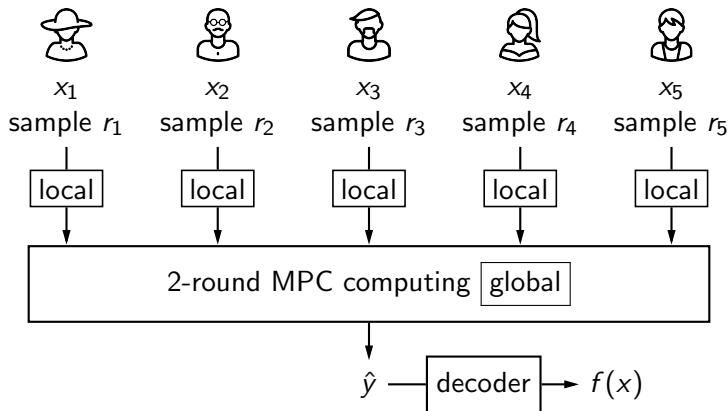 x₁ x₂ x₃ x₄ x₅
sample r₁ sample r₂ sample r₃ sample r₄ sample r₅
local local local local local
2-round MPC computing global
ŷ decoder f(x)